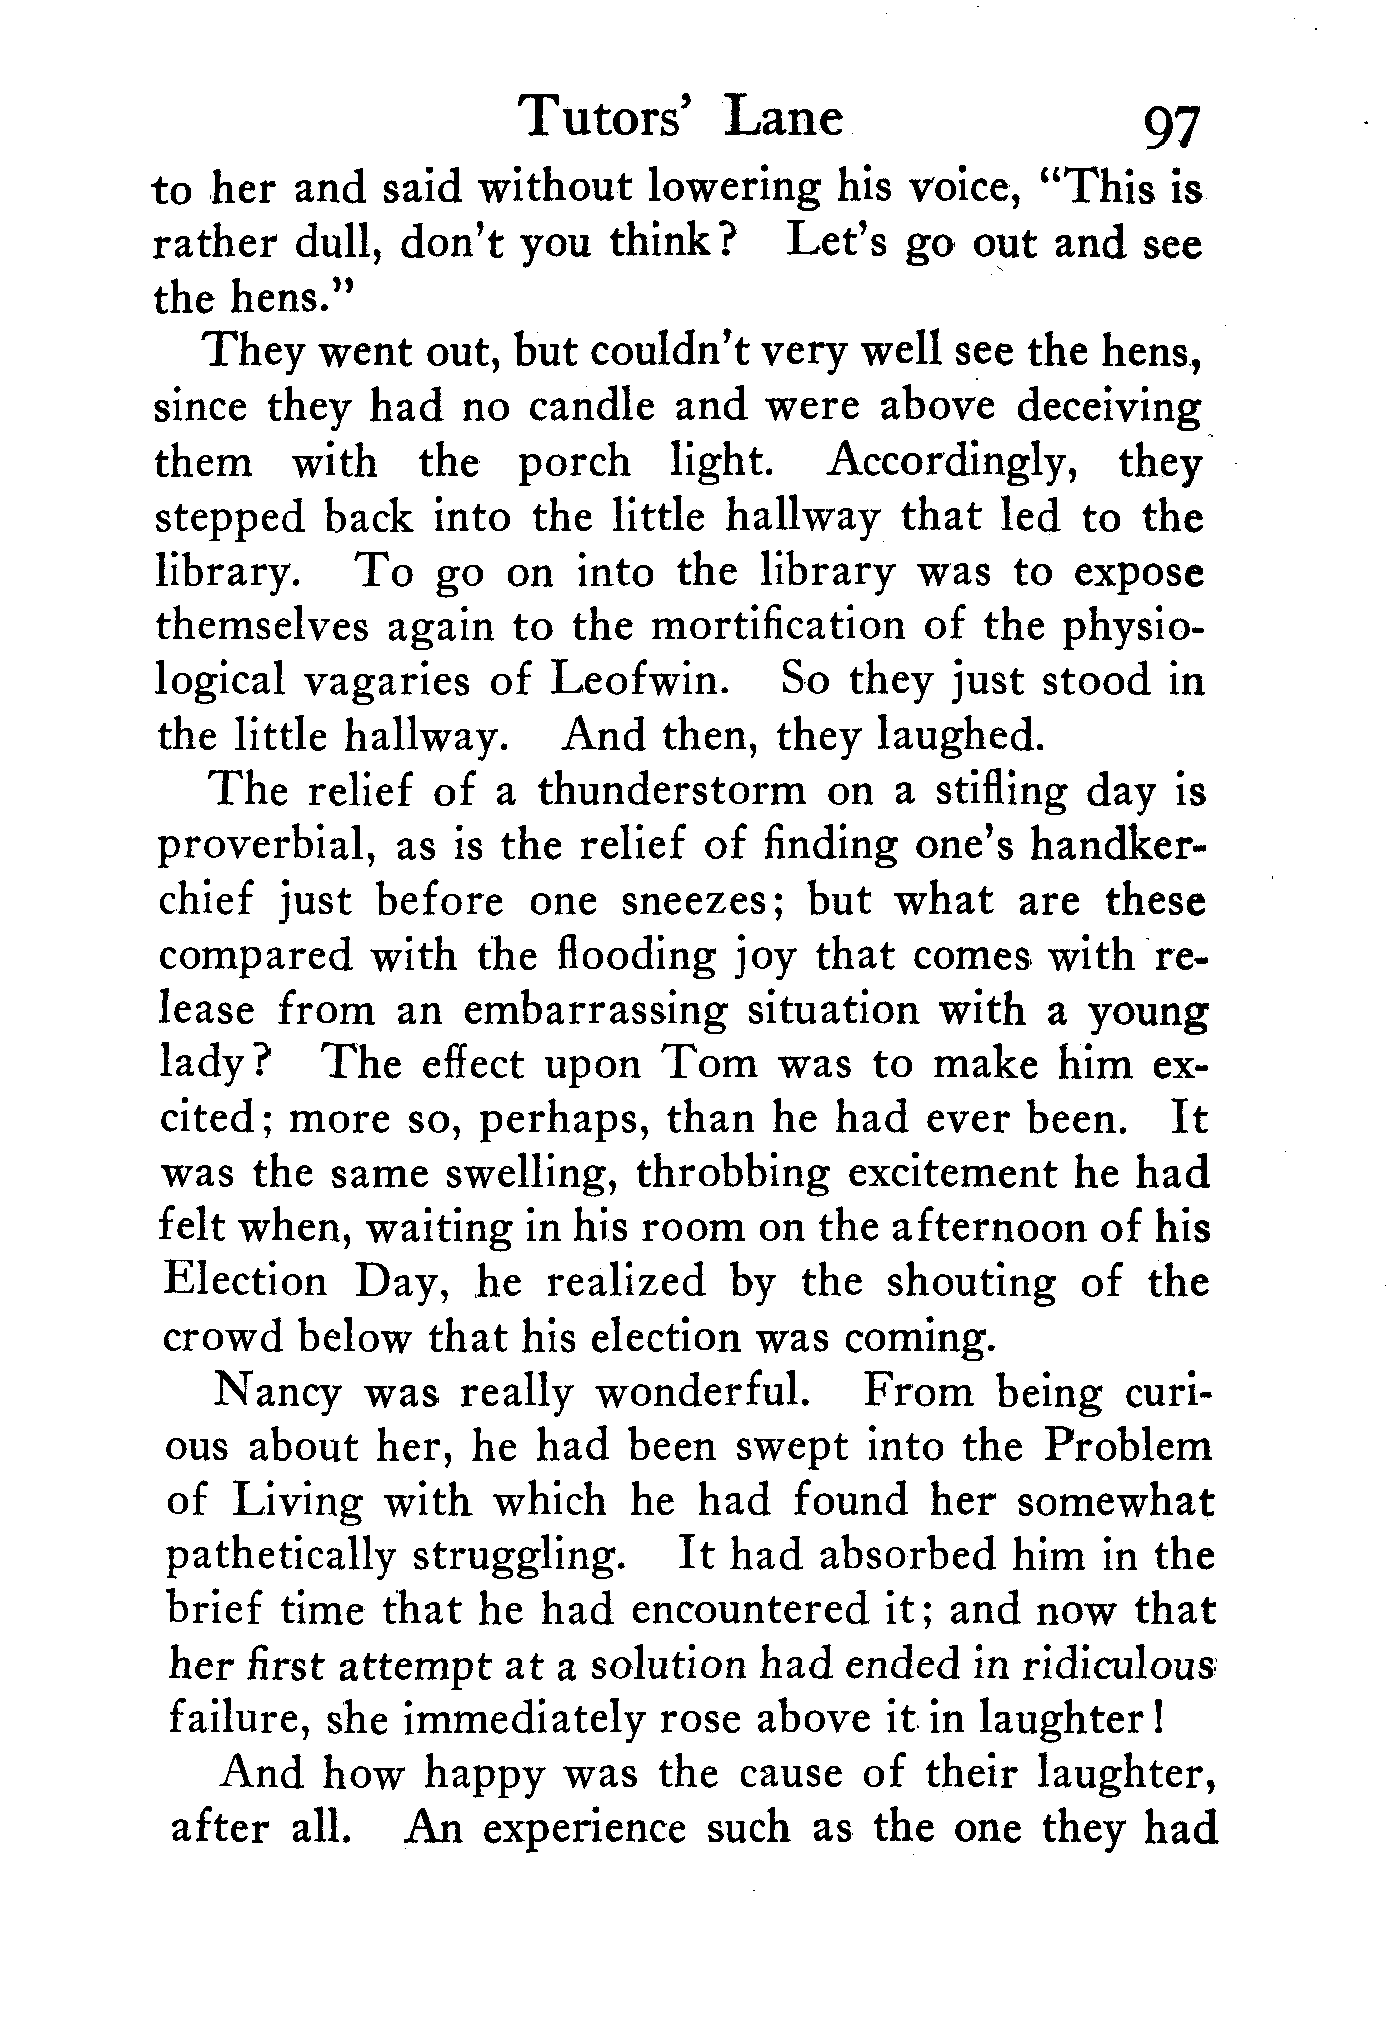 Tutors' Lane 97
to her and said without lowering his voice, "This is
rather dull, don't you think? Let's go out and see
the hens."
They went out, but couldn't very well see the hens,
since they had no candle and were above deceiving
them with the porch light. Accordingly, they
stepped back into the little hallway that led to the
library. To go on into the library was to expose
themselves again to the mortification of the physio-
logical vagaries of Leofwin. So they just stood in
the little hallway. And then, they laughed.
The relief of a thunderstorm on a stifling day is
proverbial, as is the relief of finding one's handker-
chief just before one sneezes; but what are these
compared with the flooding joy that comes with re-
lease from an embarrassing situation with a young
lady? The effect upon Tom was to make him ex-
cited; more so, perhaps, than he had ever been. It
was the same swelling, throbbing excitement he had
felt when, waiting in his room on the afternoon of his
Election Day, he realized by the shouting of the
crowd below that his election was coming.
Nancy was really wonderful. From being curi-
ous about her, he had been swept into the Problem
of Living with which he had found her somewhat
pathetically struggling. It had absorbed him in the
brief time that he had encountered it; and now that
her first attempt at a solution had ended in ridiculous
failure, she immediately rose above it in laughter!
And how happy was the cause of their laughter,
after all. An experience such as the one they had